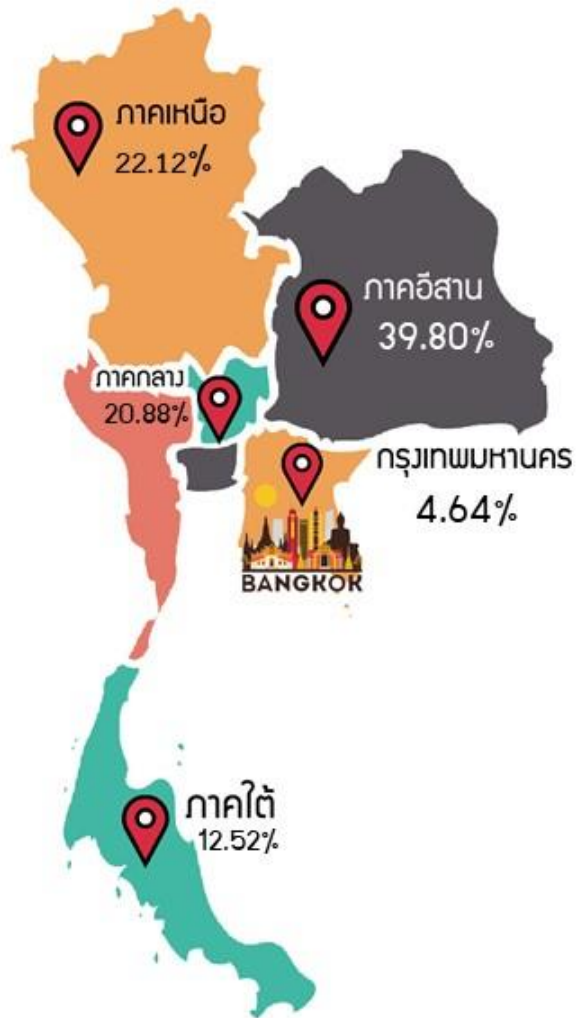 ภาคเหนือ
22.12%
ภาคอีสาน
39.80%
ภาคกลาง
20.88%
กรุงเทพมหานคร
4.64%
BANGKOK
ภาคใต้
12.52%